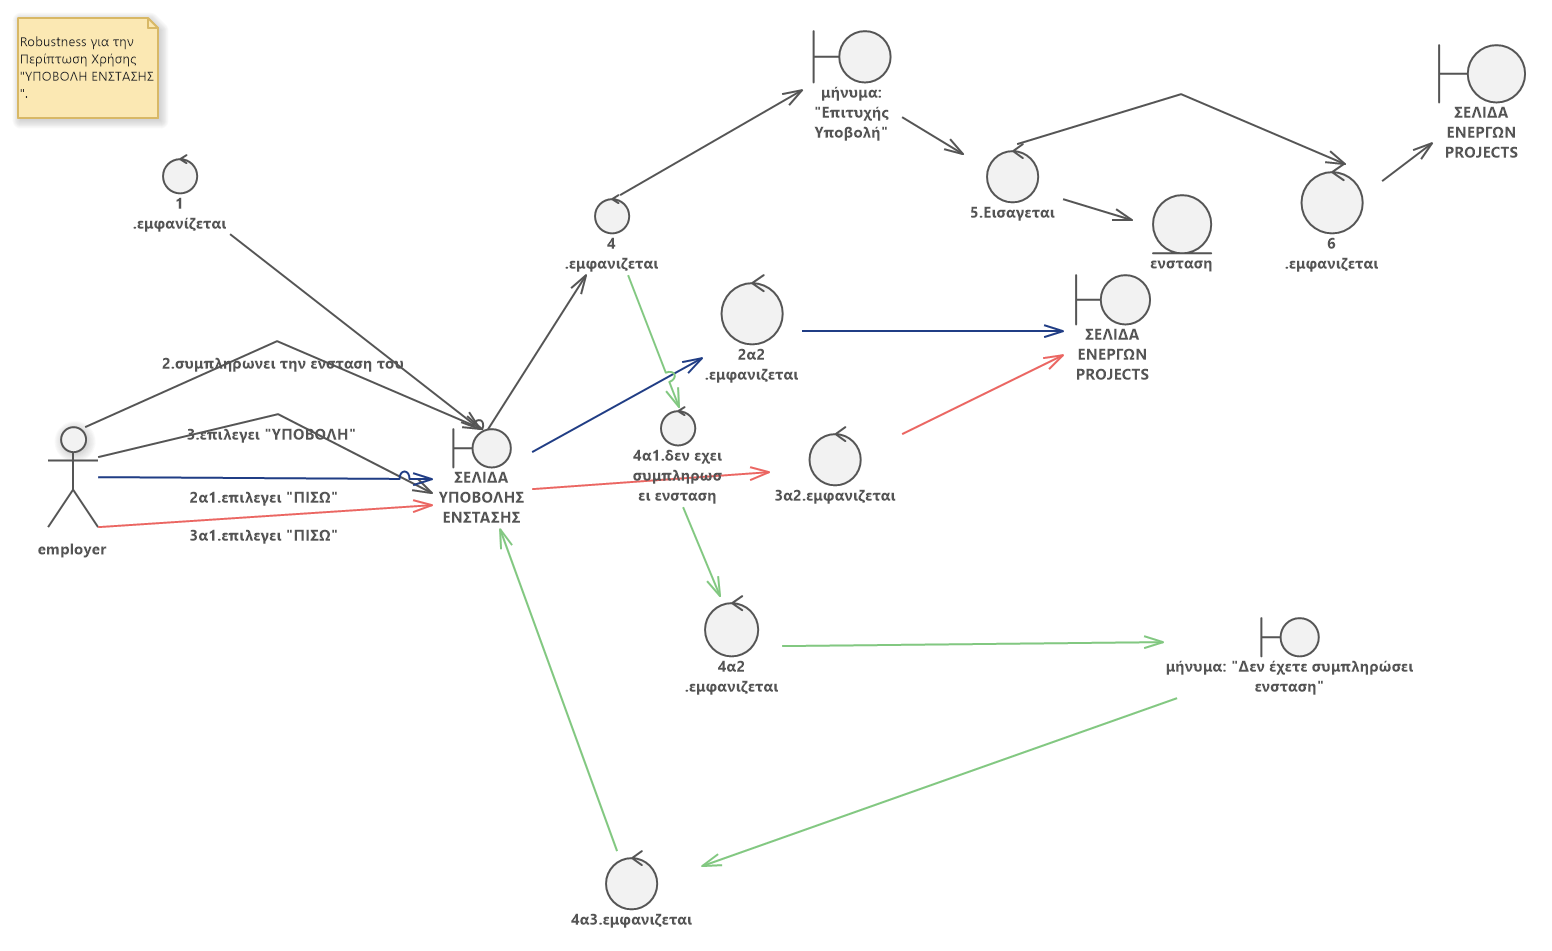 Robustness για την
Περίπτωση Χρήσης
"ΥΠΟΒΟΛΗ ΕΝΣΤΑΣΗΣ
".
μήνυμα:
"Επιτυχής
Υποβολή"
ΣΕΛΙΔΑ
ΕΝΕΡΓΩΝ
PROJECTS
1
.εμφανίζεται
4
.εμφανιζεται
5.Εισαγεται
ενσταση
6
.εμφανιζεται
2.συμπληρωνει την ενσταση του
2α2
.εμφανιζεται
ΣΕΛΙΔΑ
ΕΝΕΡΓΩΝ
PROJECTS
3.επιλεγει "ΥΠΟΒΟΛΗ"
2α1.επιλεγει "ΠΙΣΩ"
3α1.επιλεγει "ΠΙΣΩ"
employer
ΣΕΛΙΔΑ
ΥΠΟΒΟΛΗΣ
ΕΝΣΤΑΣΗΣ
4α1.δεν εχει
συμπληρωσ
ει ενσταση
3α2.εμφανιζεται
4α2
.εμφανιζεται
μήνυμα: "Δεν έχετε συμπληρώσει
ενσταση"
4α3.εμφανιζεται